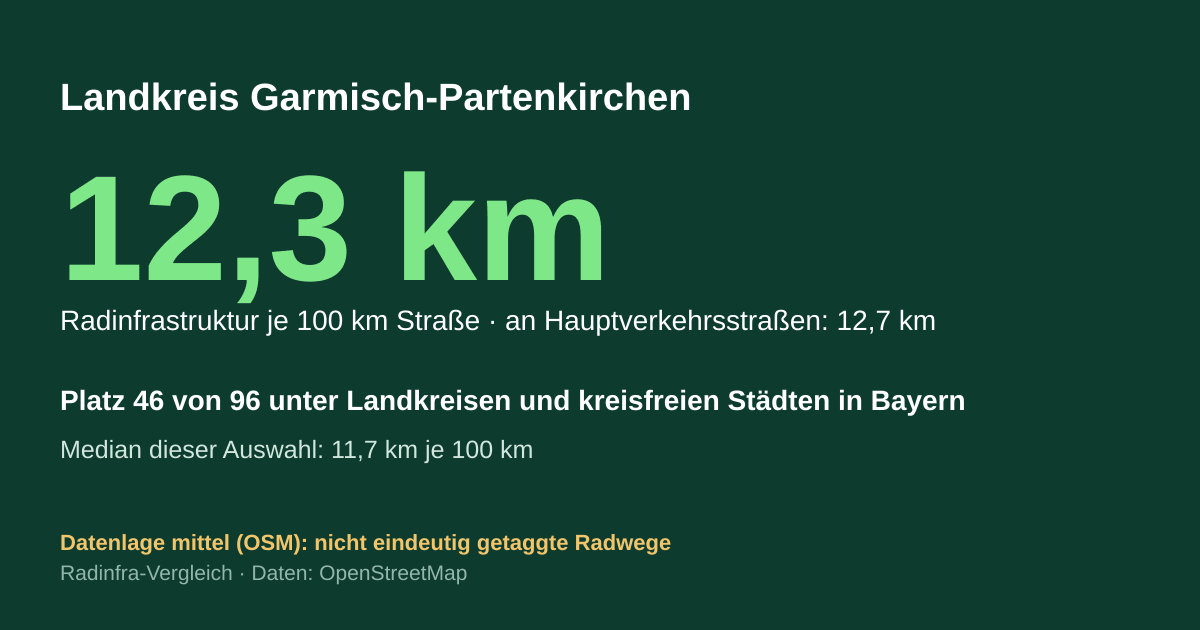 Landkreis Garmisch-Partenkirchen
12,3 km
Radinfrastruktur je 100 km Straße · an Hauptverkehrsstraßen: 12,7 km
Platz 46 von 96 unter Landkreisen und kreisfreien Städten in Bayern
Median dieser Auswahl: 11,7 km je 100 km
Datenlage mittel (OSM): nicht eindeutig getaggte Radwege
Radinfra-Vergleich · Daten: OpenStreetMap